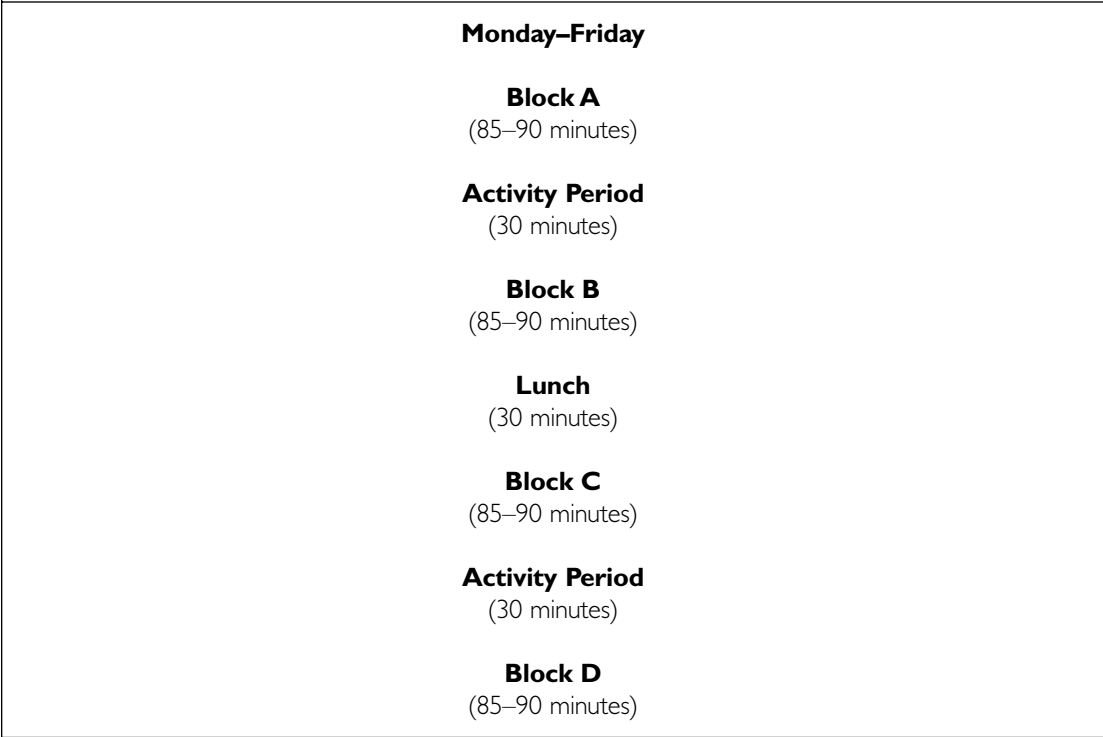 Monday–Friday
Block A
(85–90 minutes)
Activity Period
(30 minutes)
Block B
(85–90 minutes)
Lunch
(30 minutes)
Block C
(85–90 minutes)
Activity Period
(30 minutes)
Block D
(85–90 minutes)